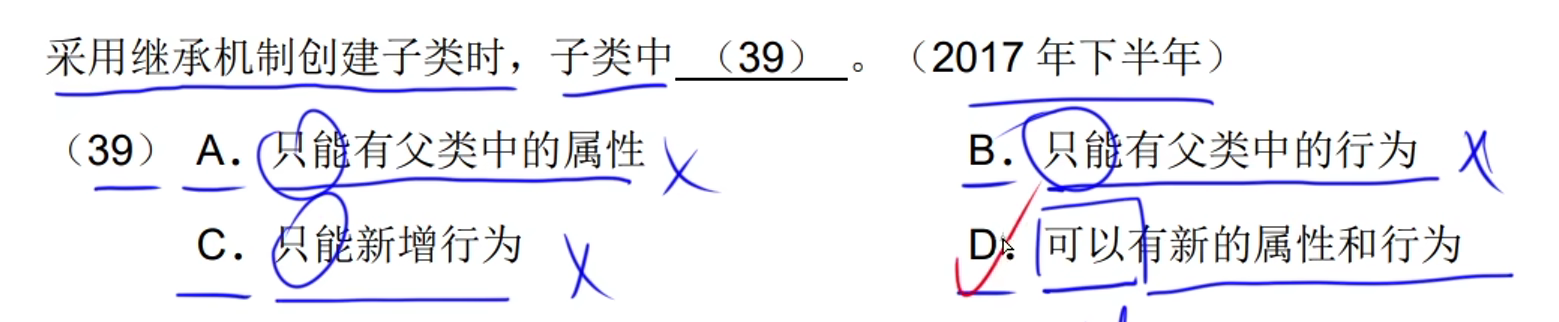 采用继承机制创建子类时，子类中（39）。（2017 年下半年）
（39） A. 只能有父类中的属性 B. 只能有父类中的行为
C. 只能新增行为 D. 可以有新的属性和行为